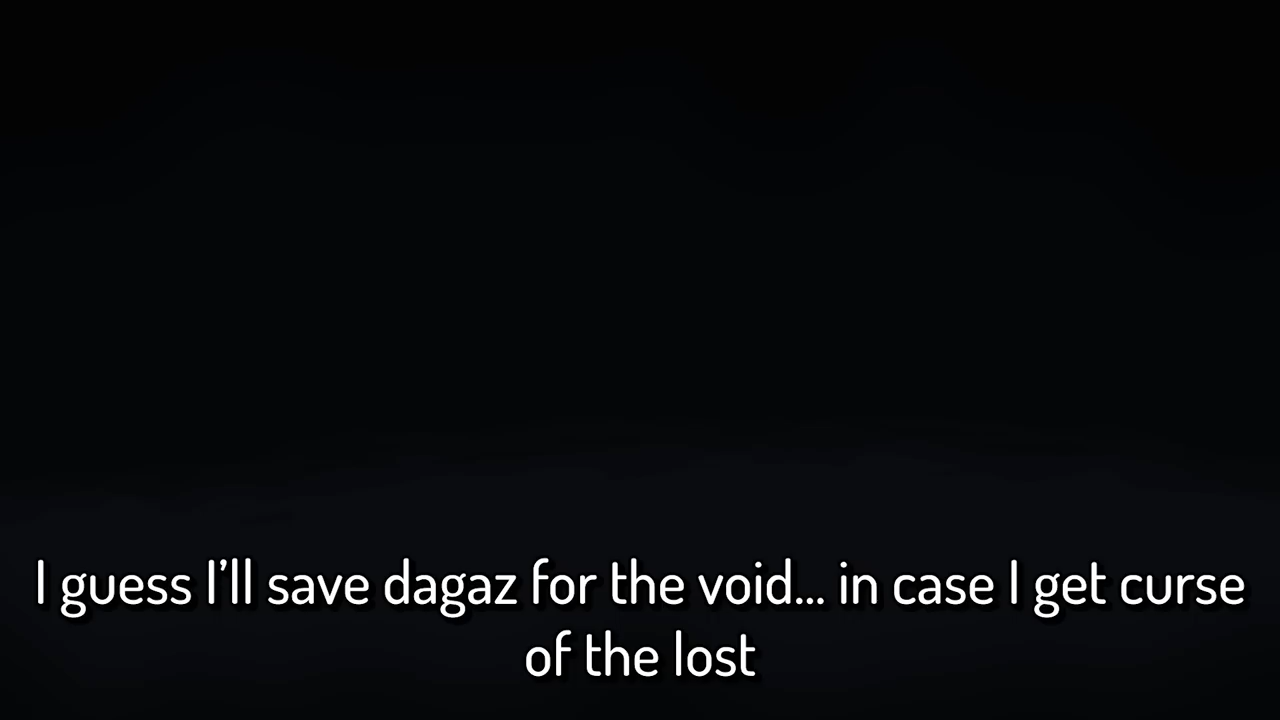 I guess I’ll save dagaz for the void... in case I get curse
of the lost